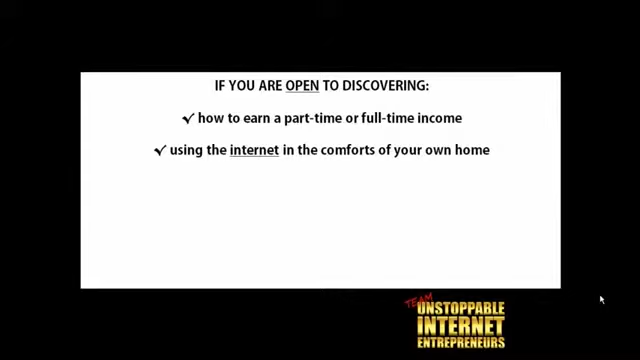 IF YOU ARE OPEN TO DISCOVERING:
✓ how to earn a part-time or full-time income
✓ using the internet in the comforts of your own home
TEAM
UNSTOPPABLE
INTERNET
ENTREPRENEURS